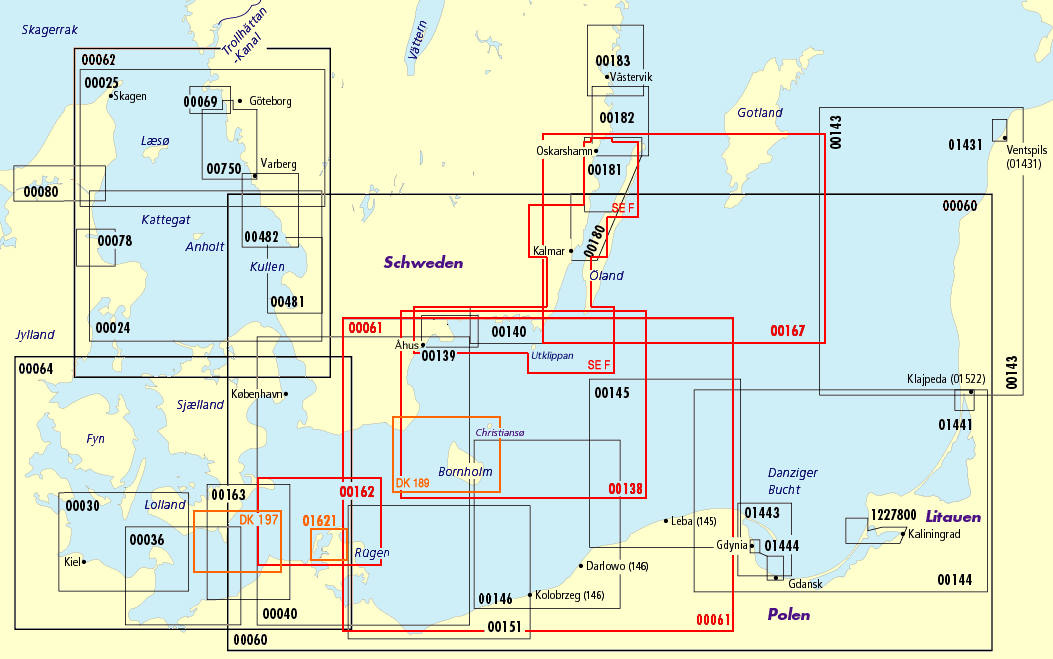 Skagerrak
Trollhättan
-Kanal
Vättern
00062
00025
Skagen
00069
Göteborg
Læsø
00750
Varberg
00080
Kattegat
00078
Anholt
00482
Kullen
00481
00024
Jylland
00064
00183
Västervik
00182
Oskarshamn
00181
SE F
Kalmar
00180
Öland
Gotland
00143
01431
Ventspils
(01431)
00060
Schweden
00061
00140
00167
Åhus
00139
Utklippan
SE F
00143
Klajpeda (01522)
01441
København
Sjælland
Fyn
00145
Christiansø
Bornholm
DK 189
00138
Danziger
Bucht
00030
Lolland
00163
00162
DK 197
01621
00036
Kiel
Rügen
Leba (145)
01443
1227800
Litauen
Kaliningrad
Gdynia
01444
Darlowo (146)
Gdansk
00144
00040
00146
Kolobrzeg (146)
00151
00061
Polen
00060